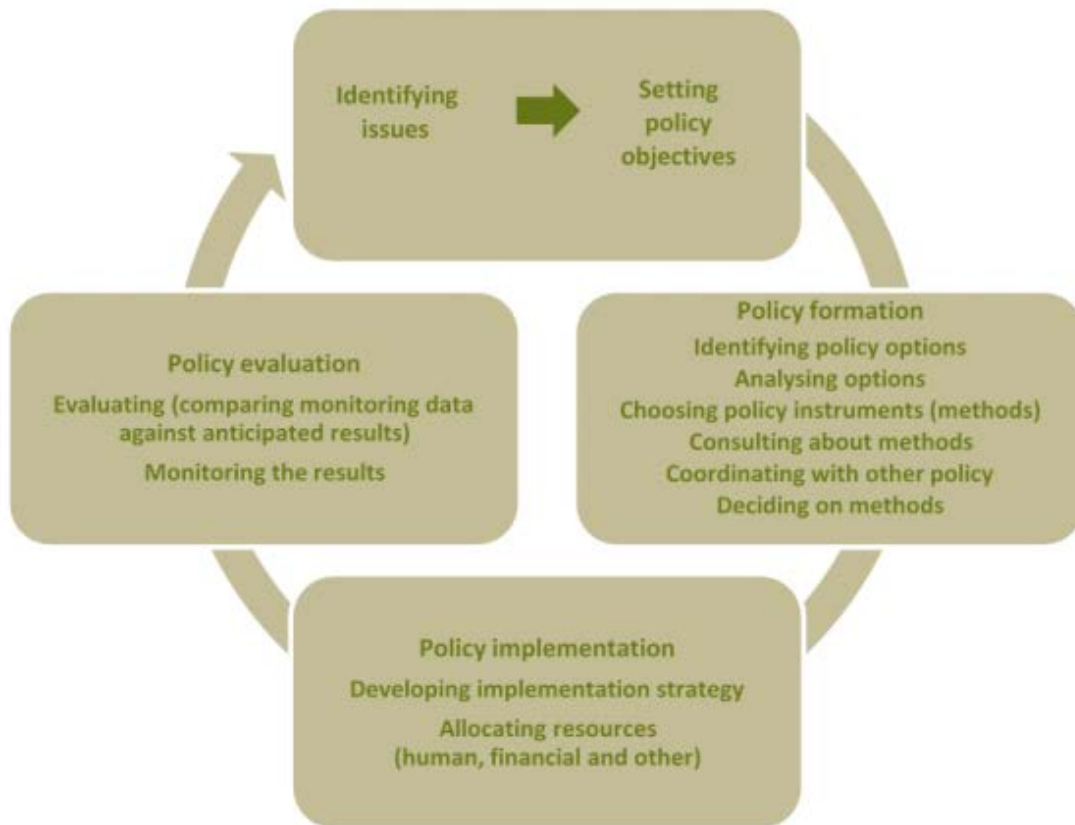 Identifying
issues
Setting
policy
objectives
Policy formation
Identifying policy options
Analysing options
Choosing policy instruments (methods)
Consulting about methods
Coordinating with other policy
Deciding on methods
Policy implementation
Developing implementation strategy
Allocating resources
(human, financial and other)
Policy evaluation
Evaluating (comparing monitoring data
against anticipated results)
Monitoring the results